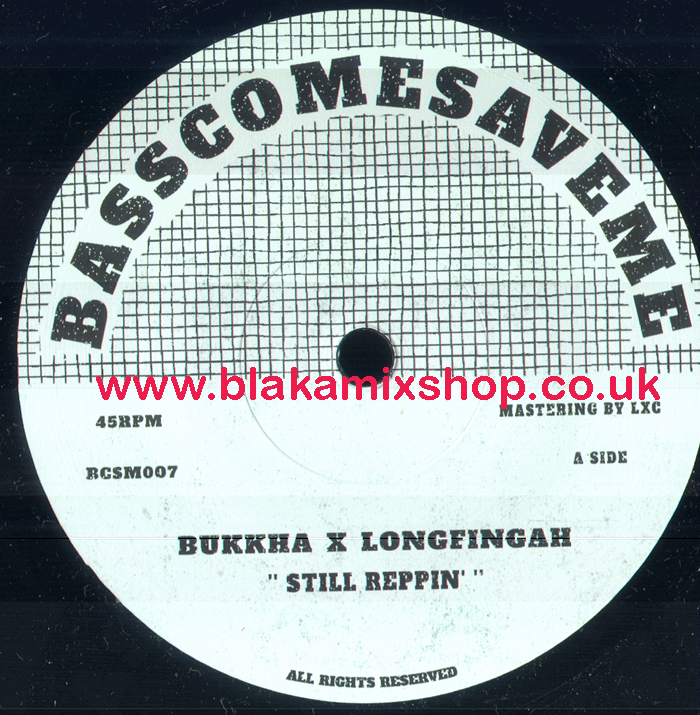 BASSCOMESAVEME
www.blakamixshop.co.uk
45RPM
MASTERING BY LXC
BCSM007
A SIDE
BUKKHA X LONGFINGAH
" STILL REPPIN' "
ALL RIGHTS RESERVED